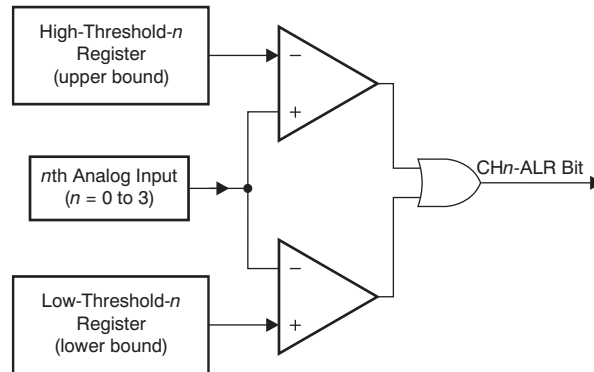 High-Threshold-n
Register
(upper bound)
−
+
nth Analog Input
(n = 0 to 3)
CHn-ALR Bit
−
+
Low-Threshold-n
Register
(lower bound)